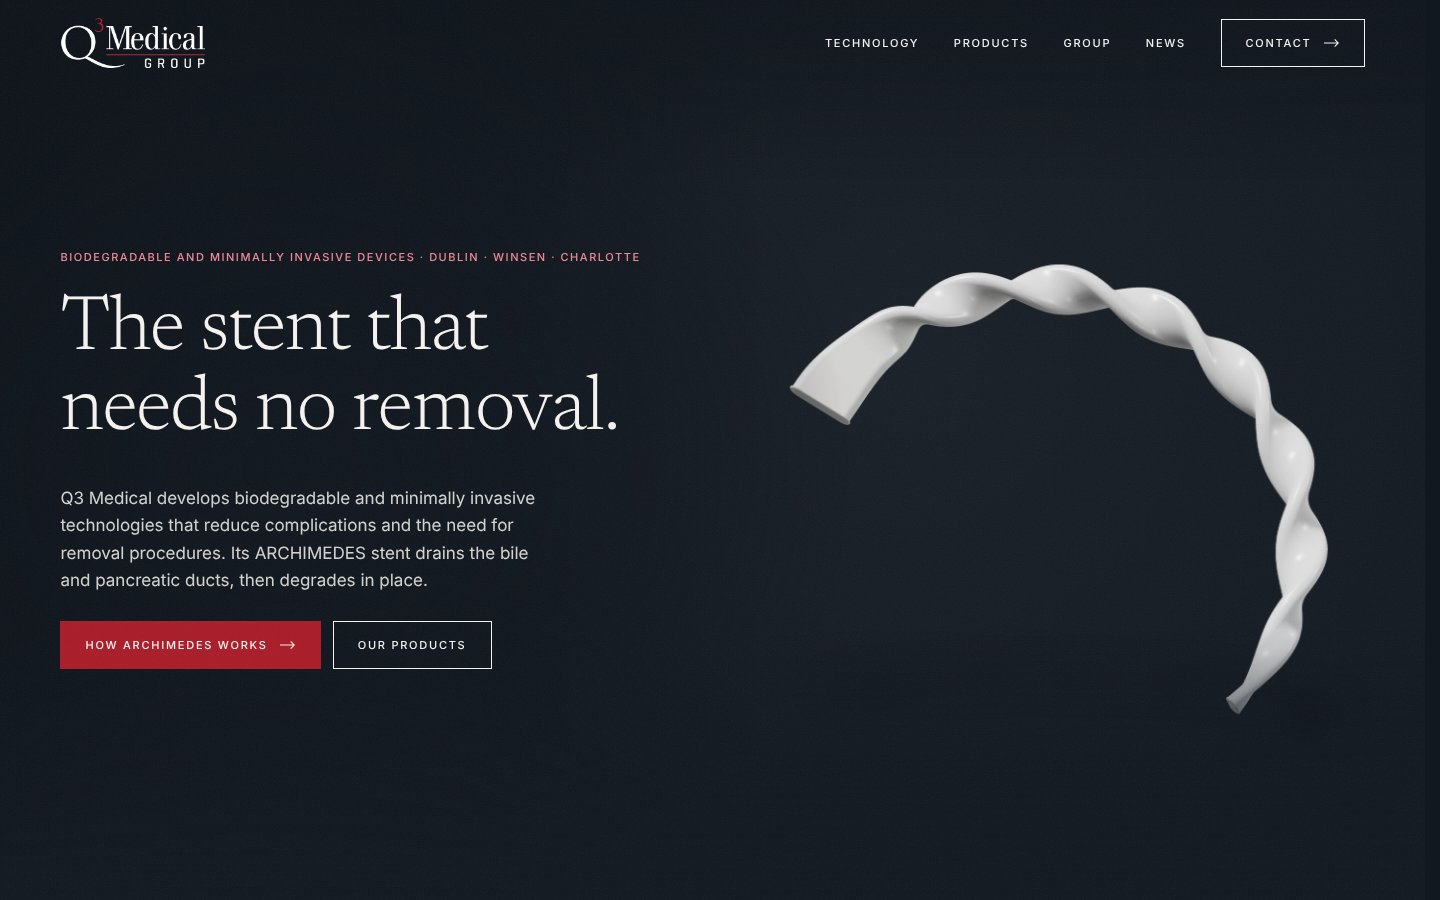 Q3 Medical
GROUP
TECHNOLOGY PRODUCTS GROUP NEWS CONTACT →
BIODEGRADABLE AND MINIMALLY INVASIVE DEVICES · DUBLIN · WINSEN · CHARLOTTE
The stent that
needs no removal.
Q3 Medical develops biodegradable and minimally invasive
technologies that reduce complications and the need for
removal procedures. Its ARCHIMEDES stent drains the bile
and pancreatic ducts, then degrades in place.
HOW ARCHIMEDES WORKS → OUR PRODUCTS